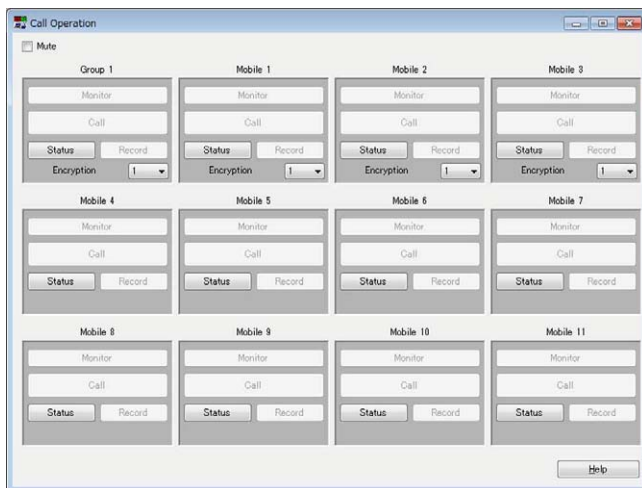 Call Operation
Mute
Group 1 Mobile 1 Mobile 2 Mobile 3
Monitor Monitor Monitor Monitor
Call Call Call Call
Status Record Status Record Status Record Status Record
Encryption 1 Encryption 1 Encryption 1 Encryption 1
Mobile 4 Mobile 5 Mobile 6 Mobile 7
Monitor Monitor Monitor Monitor
Call Call Call Call
Status Record Status Record Status Record Status Record
Mobile 8 Mobile 9 Mobile 10 Mobile 11
Monitor Monitor Monitor Monitor
Call Call Call Call
Status Record Status Record Status Record Status Record
Help